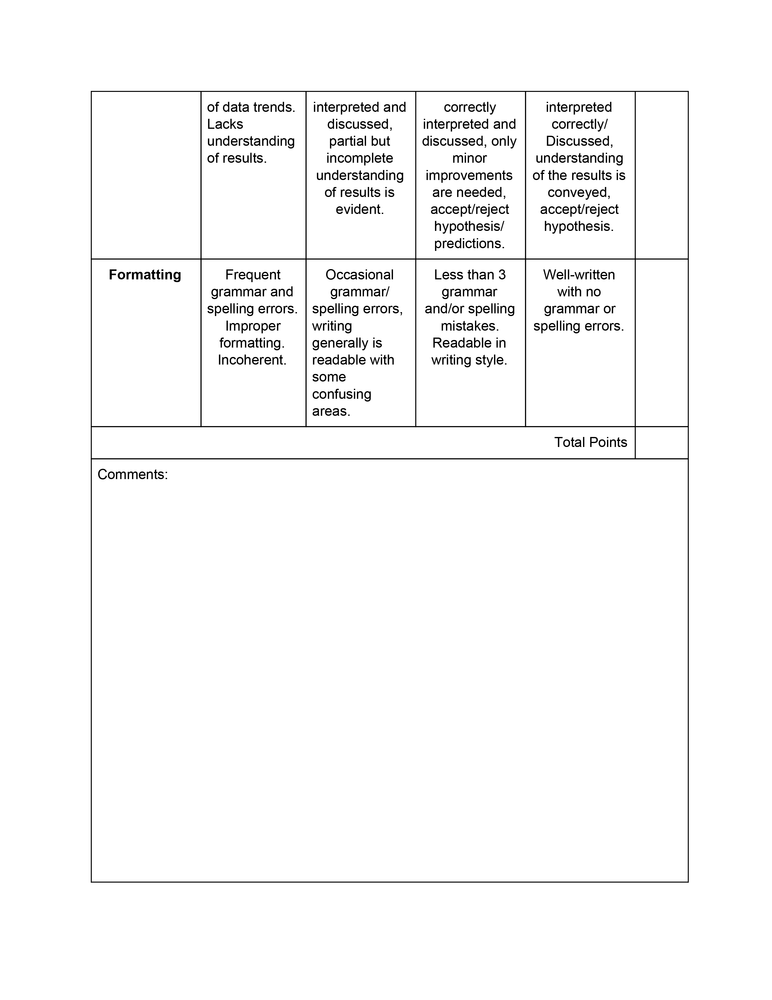 of data trends.
Lacks
understanding
of results.
interpreted and
discussed,
partial but
incomplete
understanding
of results is
evident.
correctly
interpreted and
discussed, only
minor
improvements
are needed,
accept/reject
hypothesis/
predictions.
interpreted
correctly/
Discussed,
understanding
of the results is
conveyed,
accept/reject
hypothesis.
Formatting
Frequent
grammar and
spelling errors.
Improper
formatting.
Incoherent.
Occasional
grammar/
spelling errors,
writing
generally is
readable with
some
confusing
areas.
Less than 3
grammar
and/or spelling
mistakes.
Readable in
writing style.
Well-written
with no
grammar or
spelling errors.
Total Points
Comments: